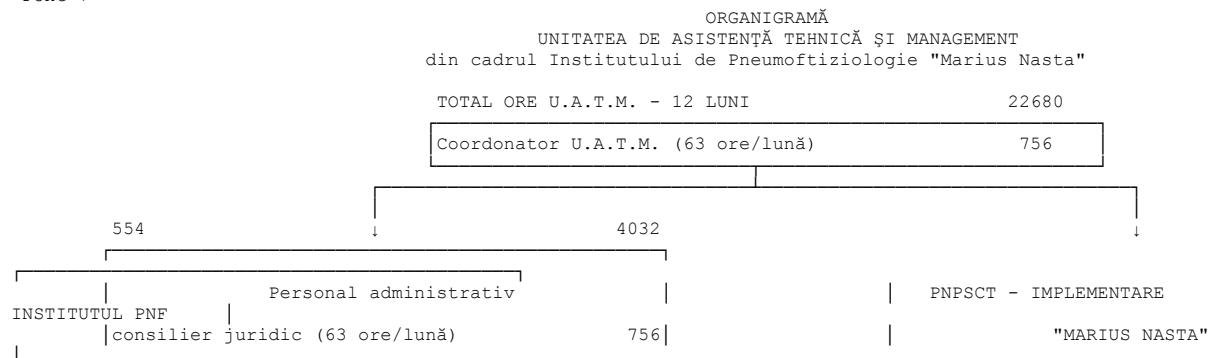 ORGANIGRAMĂ
UNITATEA DE ASISTENŢĂ TEHNICĂ ŞI MANAGEMENT
din cadrul Institutului de Pneumoftiziologie "Marius Nasta"
TOTAL ORE U.A.T.M. - 12 LUNI 22680
Coordonator U.A.T.M. (63 ore/lună) 756
554 ↓ 4032 ↓
Personal administrativ PNPSCT - IMPLEMENTARE
INSTITUTUL PNF
consilier juridic (63 ore/lună) 756 "MARIUS NASTA"